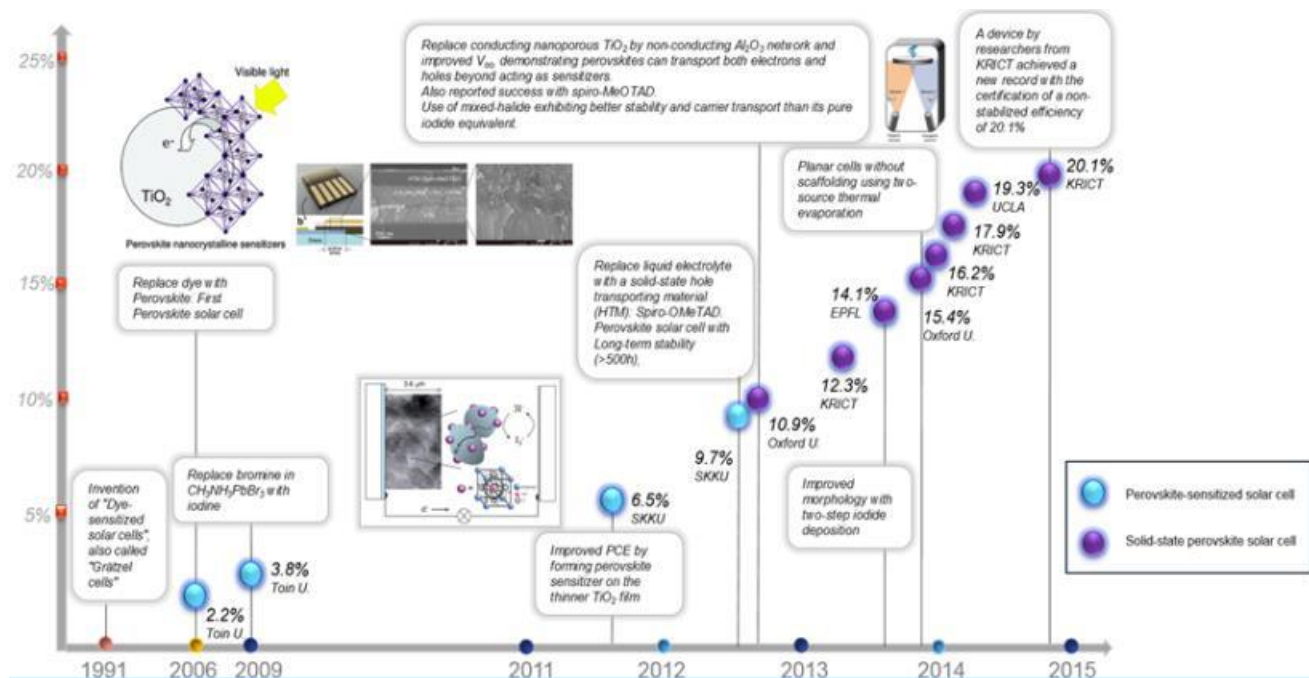 25%
20%
15%
10%
5%
Visible light
e-
TiO₂
Perovskite nanocrystalline sensitizers
Replace conducting nanoporous TiO₂ by non-conducting Al₂O₃ network and
improved V∞ demonstrating perovskites can transport both electrons and
holes beyond acting as sensitizers.
Also reported success with spiro-MeOTAD.
Use of mixed-halide exhibiting better stability and carrier transport than its pure
iodide equivalent.
A device by
researchers from
KRICT achieved a
new record with the
certification of a non-
stabilized efficiency
of 20.1%
Planar cells without
scaffolding using two-
source thermal
evaporation
Replace dye with
Perovskite: First
Perovskite solar cell
Replace liquid electrolyte
with a solid-state hole
transporting material
(HTM): Spiro-OMeTAD.
Perovskite solar cell with
Long-term stability
(>500h),
Invention
of "Dye-
sensitized
solar cells",
also called
"Grätzel
cells"
Replace bromine in
CH₃NH₃PbBr₃ with
iodine
Improved PCE by
forming perovskite
sensitizer on the
thinner TiO₂ film
Improved
morphology with
two-step iodide
deposition
2.2%
Toin U.
3.8%
Toin U.
6.5%
SKKU
9.7%
SKKU
10.9%
Oxford U.
12.3%
KRICT
14.1%
EPFL
15.4%
Oxford U.
16.2%
KRICT
17.9%
KRICT
19.3%
UCLA
20.1%
KRICT
Perovskite-sensitized solar cell
Solid-state perovskite solar cell
1991
2006
2009
2011
2012
2013
2014
2015